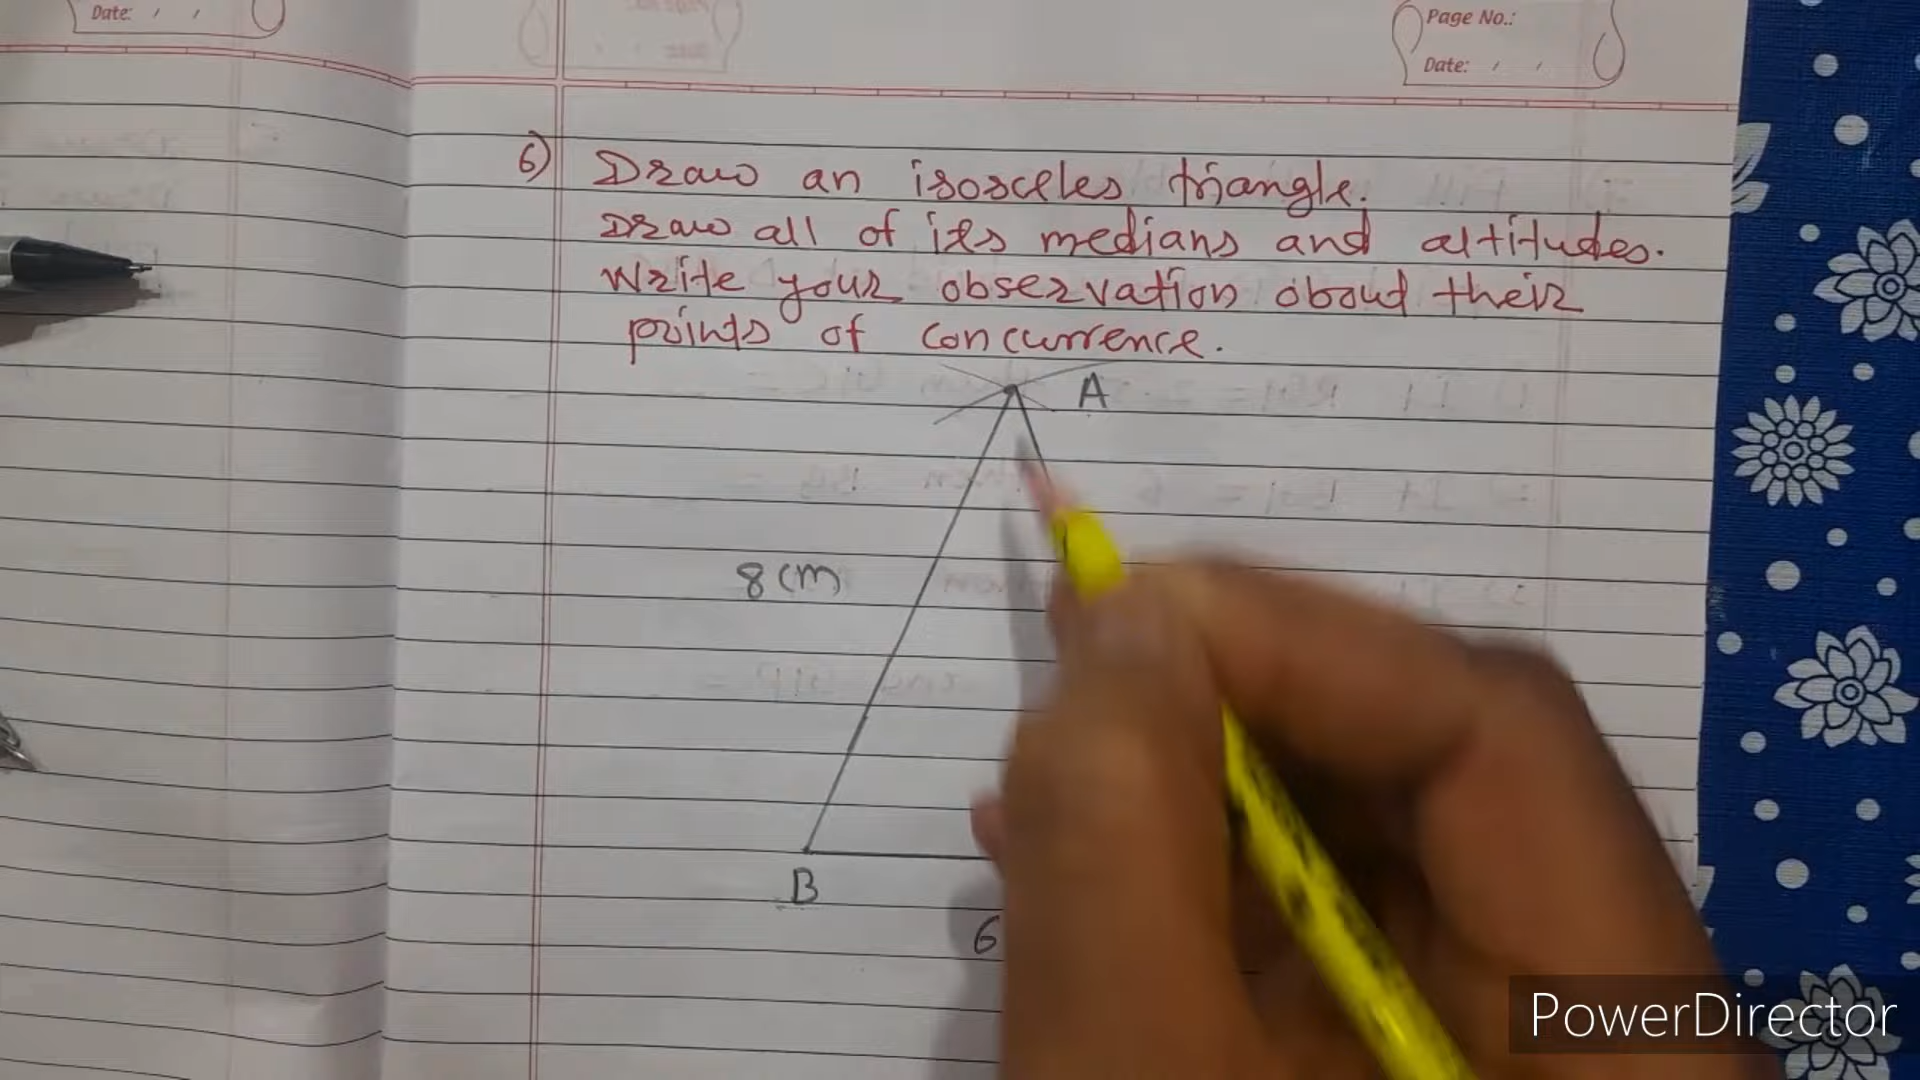 Date: / /
Page No.:
Date: / /
6) Draw an isosceles triangle.
Draw all of its medians and altitudes.
Write your observation oboud their
points of concurrence.
A
8 cm
B
6
PowerDirector